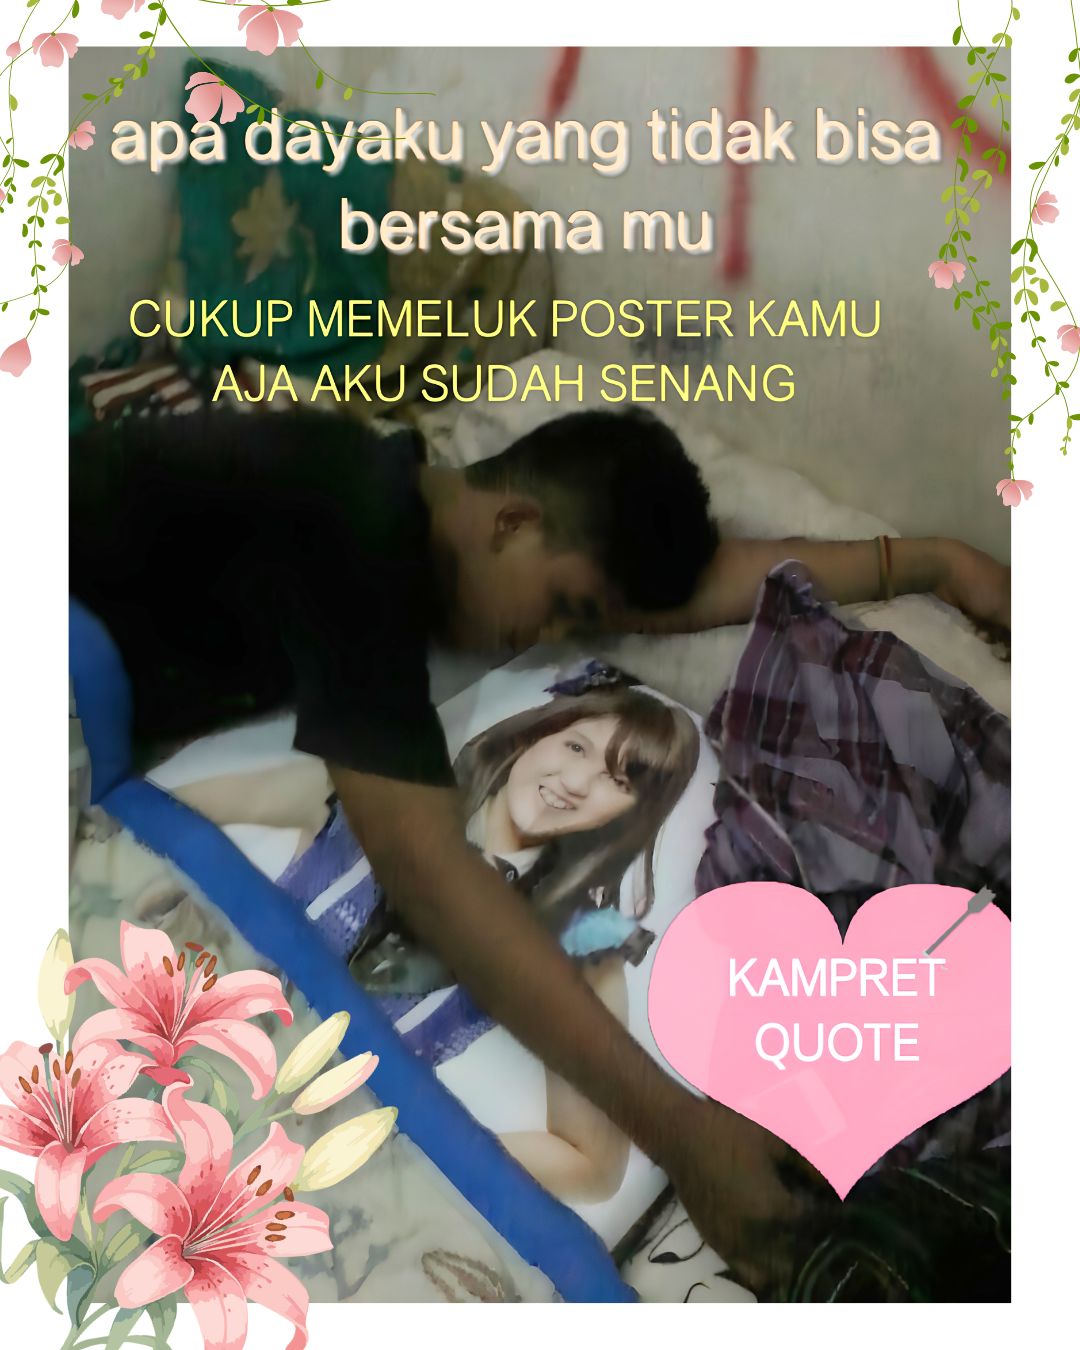 apa dayaku yang tidak bisa
bersama mu
CUKUP MEMELUK POSTER KAMU
AJA AKU SUDAH SENANG
KAMPRET
QUOTE